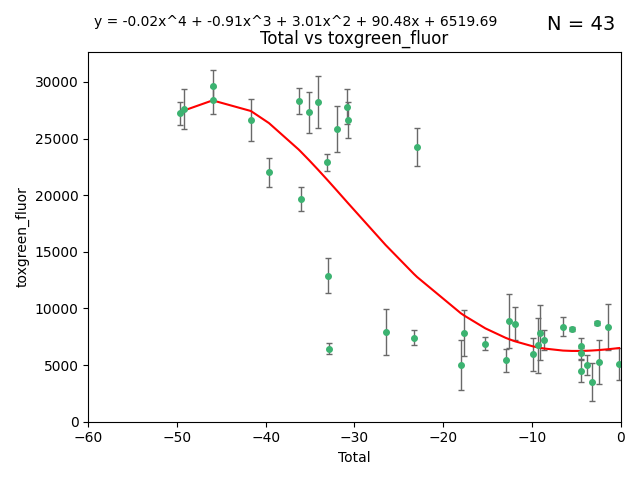 y = -0.02x^4 + -0.91x^3 + 3.01x^2 + 90.48x + 6519.69
N = 43
Total vs toxgreen_fluor
30000
25000
20000
15000
10000
5000
0
toxgreen_fluor
−60 −50 −40 −30 −20 −10 0
Total